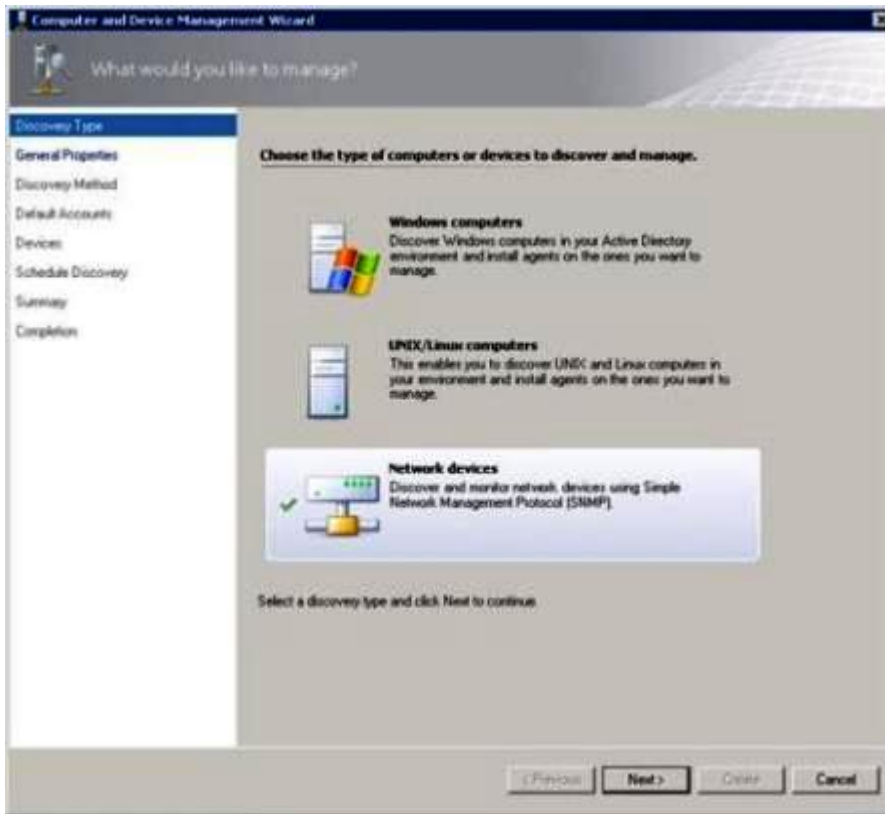 Computer and Device Management Wizard
What would you like to manage?
Discovery Type
General Properties
Discovery Method
Default Accounts
Devices
Schedule Discovery
Summary
Completion
Choose the type of computers or devices to discover and manage.
Windows computers
Discover Windows computers in your Active Directory
environment and install agents on the ones you want to
manage.
UNIX/Linux computers
This enables you to discover UNIX and Linux computers in
your environment and install agents on the ones you want to
manage.
Network devices
Discover and monitor network devices using Simple
Network Management Protocol (SNMP).
Select a discovery type and click Next to continue
< Previous
Next >
Create
Cancel